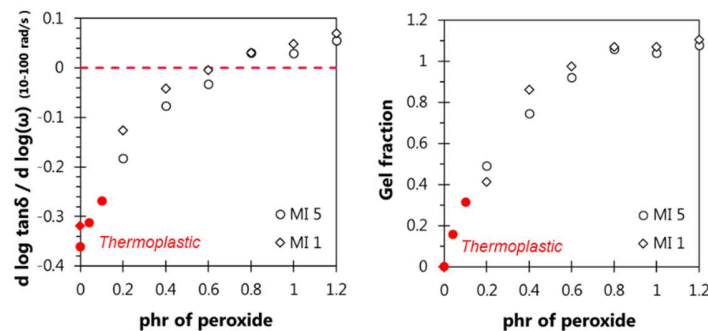 d log tanδ / d log(ω) (10-100 rad/s)
0.1
0
-0.1
-0.2
-0.3
-0.4
Thermoplastic
MI 5
MI 1
0 0.2 0.4 0.6 0.8 1 1.2
phr of peroxide
Gel fraction
1.2
1
0.8
0.6
0.4
0.2
0
MI 5
MI 1
Thermoplastic
0 0.2 0.4 0.6 0.8 1 1.2
phr of peroxide